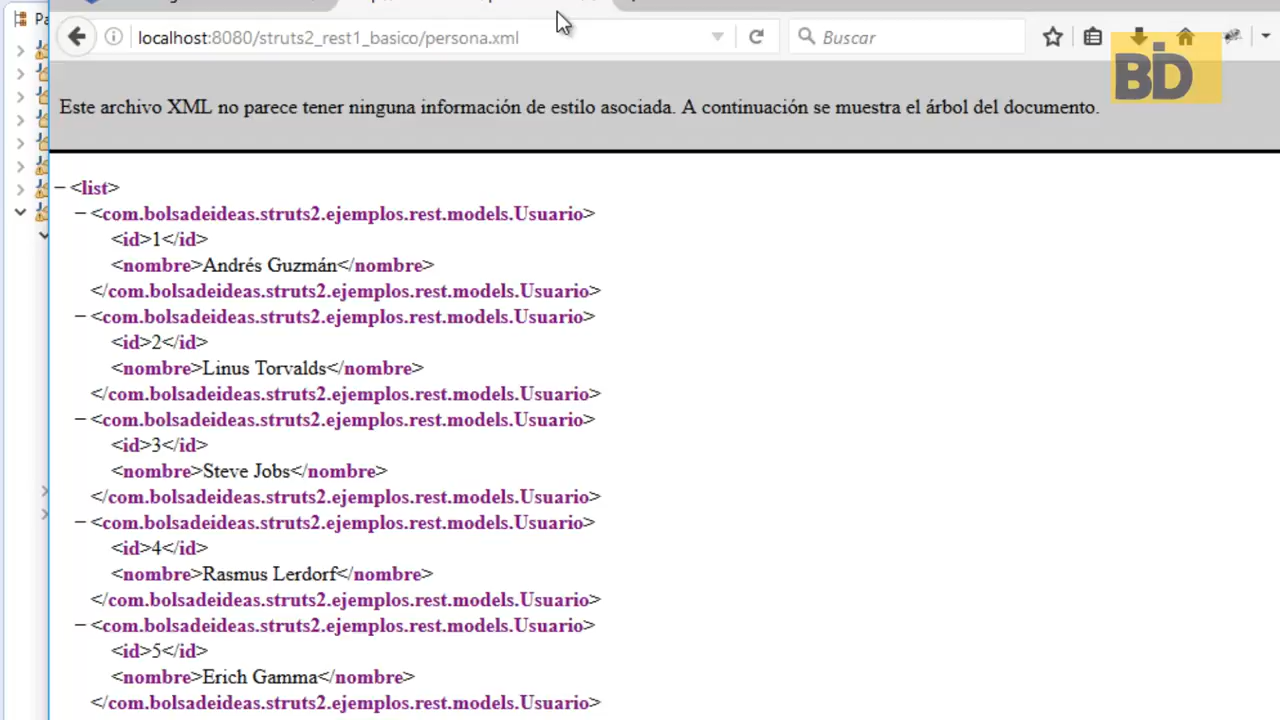 Pa
localhost:8080/struts2_rest1_basico/persona.xml
Buscar
BD
Este archivo XML no parece tener ninguna información de estilo asociada. A continuación se muestra el árbol del documento.
− <list>
− <com.bolsadeideas.struts2.ejemplos.rest.models.Usuario>
<id>1</id>
<nombre>Andrés Guzmán</nombre>
</com.bolsadeideas.struts2.ejemplos.rest.models.Usuario>
− <com.bolsadeideas.struts2.ejemplos.rest.models.Usuario>
<id>2</id>
<nombre>Linus Torvalds</nombre>
</com.bolsadeideas.struts2.ejemplos.rest.models.Usuario>
− <com.bolsadeideas.struts2.ejemplos.rest.models.Usuario>
<id>3</id>
<nombre>Steve Jobs</nombre>
</com.bolsadeideas.struts2.ejemplos.rest.models.Usuario>
− <com.bolsadeideas.struts2.ejemplos.rest.models.Usuario>
<id>4</id>
<nombre>Rasmus Lerdorf</nombre>
</com.bolsadeideas.struts2.ejemplos.rest.models.Usuario>
− <com.bolsadeideas.struts2.ejemplos.rest.models.Usuario>
<id>5</id>
<nombre>Erich Gamma</nombre>
</com.bolsadeideas.struts2.ejemplos.rest.models.Usuario>